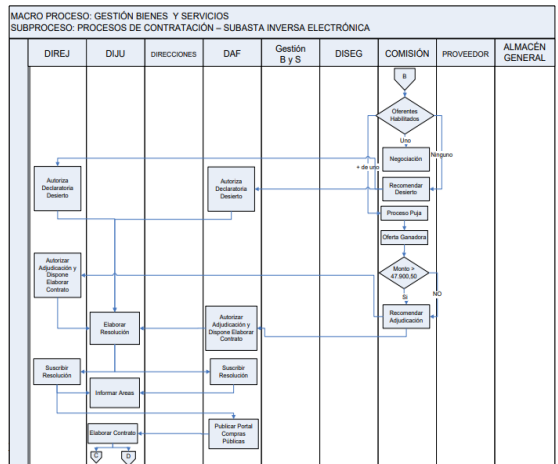 MACRO PROCESO: GESTIÓN BIENES Y SERVICIOS
SUBPROCESO: PROCESOS DE CONTRATACIÓN – SUBASTA INVERSA ELECTRÓNICA
DIREJ
DIJU
DIRECCIONES
DAF
Gestión
B y S
DISEG
COMISIÓN
PROVEEDOR
ALMACÉN
GENERAL
B
Oferentes
Habilitados
Uno
Ninguno
+ de uno
Negociación
Autoriza
Declaratoria
Desierto
Autoriza
Declaratoria
Desierto
Recomendar
Desierto
Proceso Puja
Oferta Ganadora
Autorizar
Adjudicación y
Dispone
Elaborar
Contrato
Monto >
47.900,50
NO
Si
Elaborar
Resolución
Autorizar
Adjudicación y
Dispone Elaborar
Contrato
Recomendar
Adjudicación
Suscribir
Resolución
Suscribir
Resolución
Informar Areas
Elaborar Contrato
Publicar Portal
Compras
Públicas
C
D